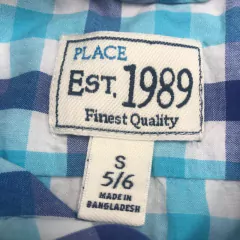 PLACE
EST. 1989
Finest Quality
S
5/6
MADE IN
BANGLADESH